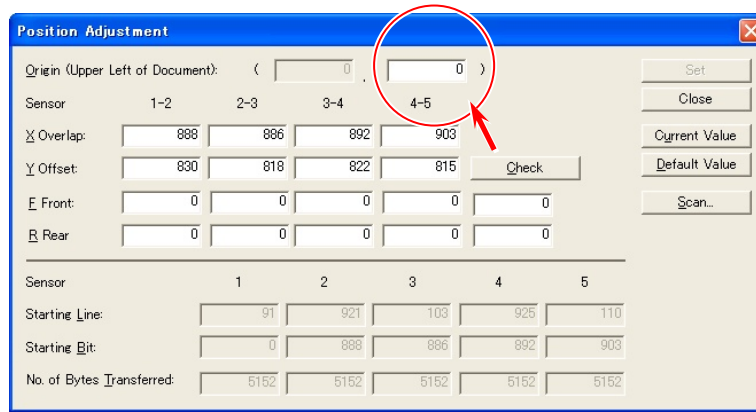 Position Adjustment
Origin (Upper Left of Document): ( 0 , 0 ) Set
Sensor 1-2 2-3 3-4 4-5 Close
X Overlap: 888 886 892 903 Current Value
Y Offset: 830 818 822 815 Check Default Value
F Front: 0 0 0 0 0 Scan...
R Rear 0 0 0 0 0
Sensor 1 2 3 4 5
Starting Line: 91 921 103 925 110
Starting Bit: 0 888 886 892 903
No. of Bytes Transferred: 5152 5152 5152 5152 5152